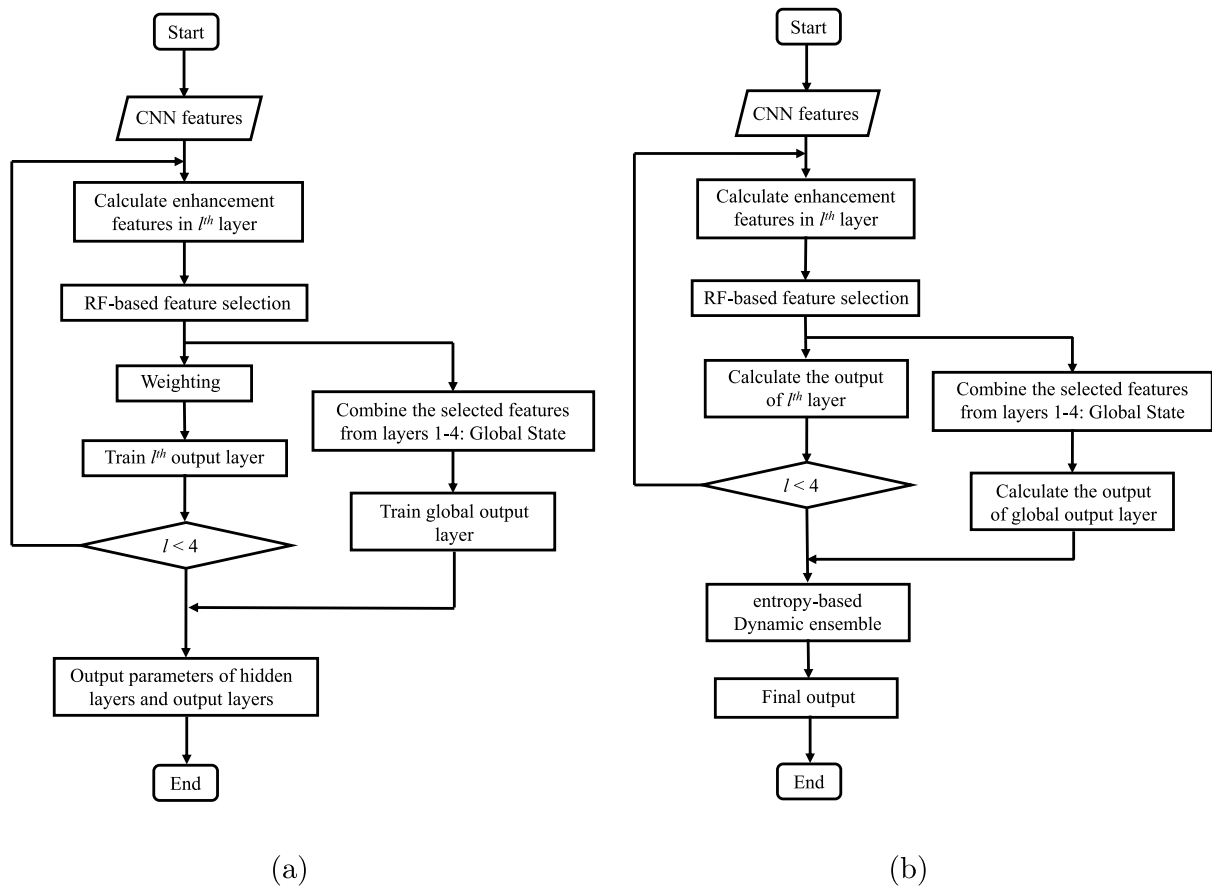 Start
CNN features
Calculate enhancement
features in lth layer
RF-based feature selection
Weighting
Train lth output layer
l < 4
Combine the selected features
from layers 1-4: Global State
Train global output
layer
Output parameters of hidden
layers and output layers
End
(a)
Start
CNN features
Calculate enhancement
features in lth layer
RF-based feature selection
Calculate the output
of lth layer
l < 4
Combine the selected features
from layers 1-4: Global State
Calculate the output
of global output layer
entropy-based
Dynamic ensemble
Final output
End
(b)